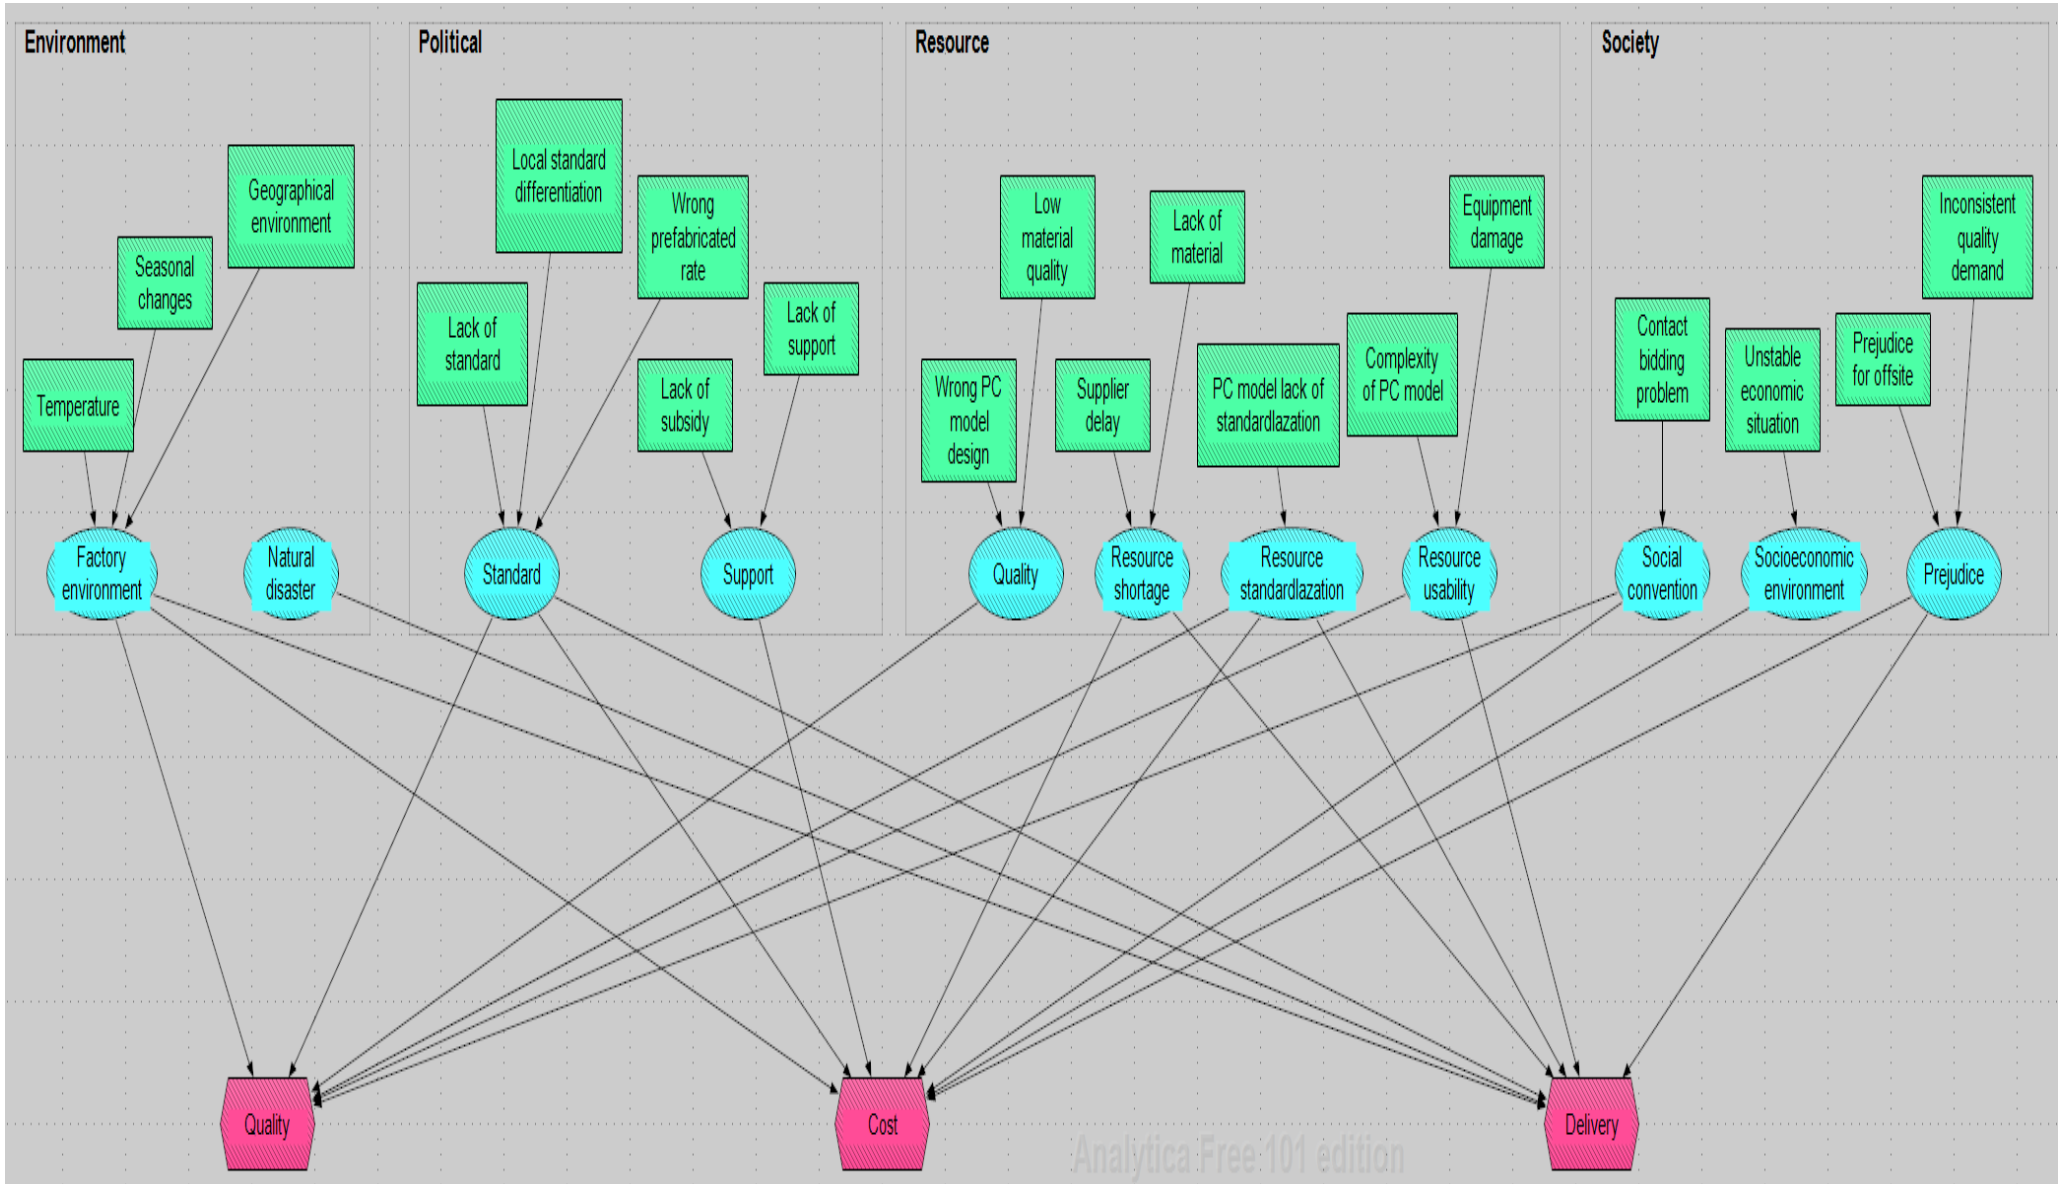 Environment
Political
Resource
Society
Geographical
environment
Seasonal
changes
Temperature
Local standard
differentiation
Wrong
prefabricated
rate
Lack of
standard
Lack of
support
Lack of
subsidy
Low
material
quality
Lack of
material
Equipment
damage
Wrong PC
model
design
Supplier
delay
PC model lack of
standardlazation
Complexity
of PC model
Inconsistent
quality
demand
Contact
bidding
problem
Unstable
economic
situation
Prejudice
for offsite
Factory
environment
Natural
disaster
Standard
Support
Quality
Resource
shortage
Resource
standardlazation
Resource
usability
Social
convention
Socioeconomic
environment
Prejudice
Quality
Cost
Delivery
Analytica Free 101 edition